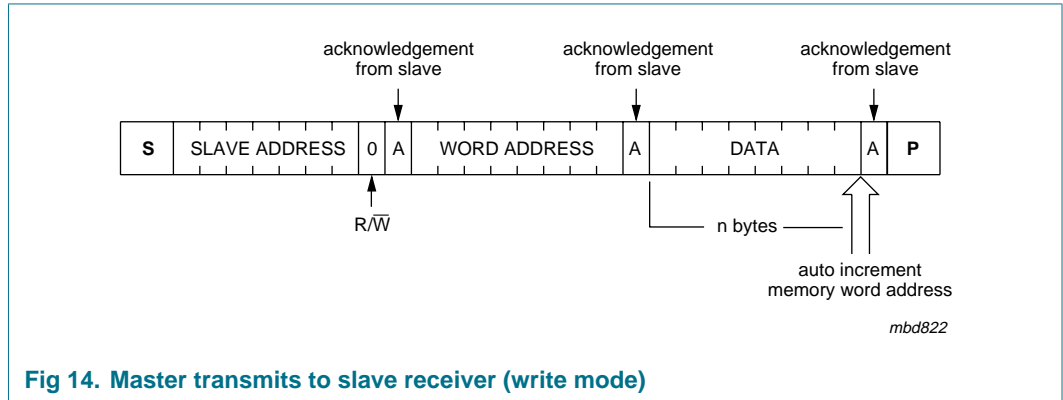 acknowledgement
from slave
acknowledgement
from slave
acknowledgement
from slave
S SLAVE ADDRESS 0 A WORD ADDRESS A DATA A P
R/W̅
n bytes
auto increment
memory word address
mbd822
Fig 14. Master transmits to slave receiver (write mode)